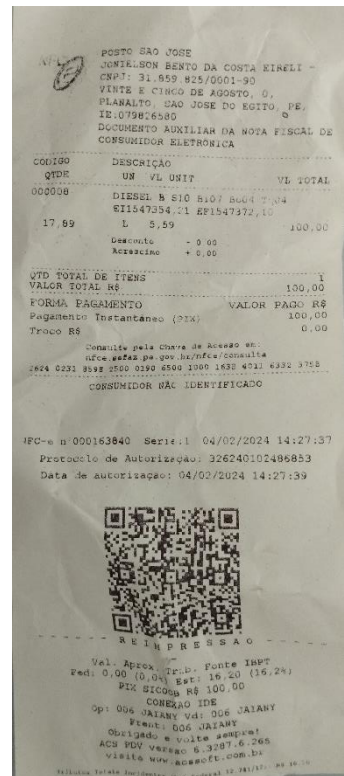 POSTO SAO JOSE
JONIELSON BENTO DA COSTA EIRELI -
CNPJ: 31.859.825/0001-90
VINTE E CINCO DE AGOSTO, 0,
PLANALTO, SAO JOSE DO EGITO, PE,
IE:079826580
DOCUMENTO AUXILIAR DA NOTA FISCAL DE
CONSUMIDOR ELETRÔNICA
CODIGO DESCRIÇÃO
QTDE UN VL UNIT VL TOTAL
000008 DIESEL B S10 B107
17,89 L 5,59 100,00
Desconto - 0,00
Acrescimo + 0,00
QTD TOTAL DE ITENS 1
VALOR TOTAL R$ 100,00
FORMA PAGAMENTO VALOR PAGO R$
Pagamento Instantáneo (PIX) 100,00
Troco R$ 0,00
Consulte pela Chave de Acesso em:
nfce.sefaz.pe.gov.br/nfce/consulta
CONSUMIDOR NÃO IDENTIFICADO
NFC-e n 000163840 Serie:1 04/02/2024 14:27:37
Protocolo de Autorização: 326240102486853
Data de autorização: 04/02/2024 14:27:39
REIMPRESSAO
Val. Aprox. Trib. Fonte IBPT
Fed: 0,00 (0,04) Est: 16,20 (16,24)
PIX SICOOB R$ 100,00
CONEXAO IDE
Op: 006 JAIANY Vd: 006 JAIANY
Frent: 006 JAIANY
Obrigado e volte sempre!
ACS PDV versao 6.3287.6.265
visite www.acssoft.com.br